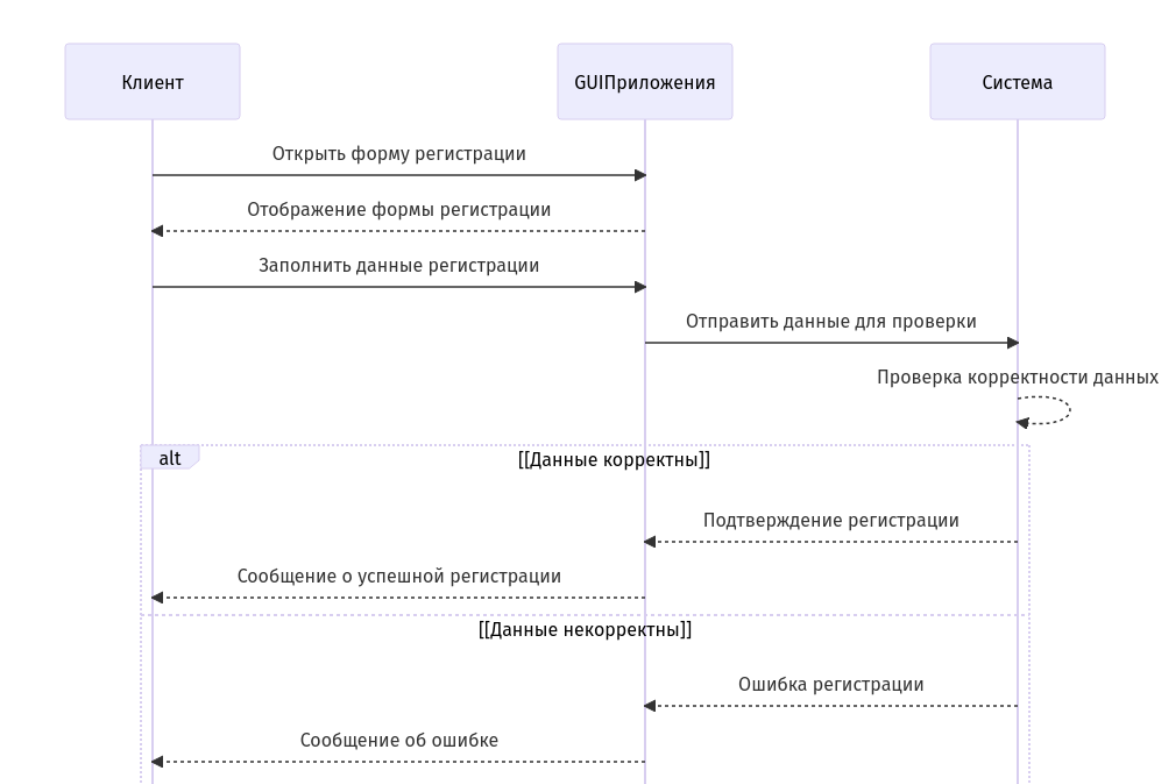 Клиент
GUIПриложения
Система
Открыть форму регистрации
Отображение формы регистрации
Заполнить данные регистрации
Отправить данные для проверки
Проверка корректности данных
alt
[[Данные корректны]]
Подтверждение регистрации
Сообщение о успешной регистрации
[[Данные некорректны]]
Ошибка регистрации
Сообщение об ошибке